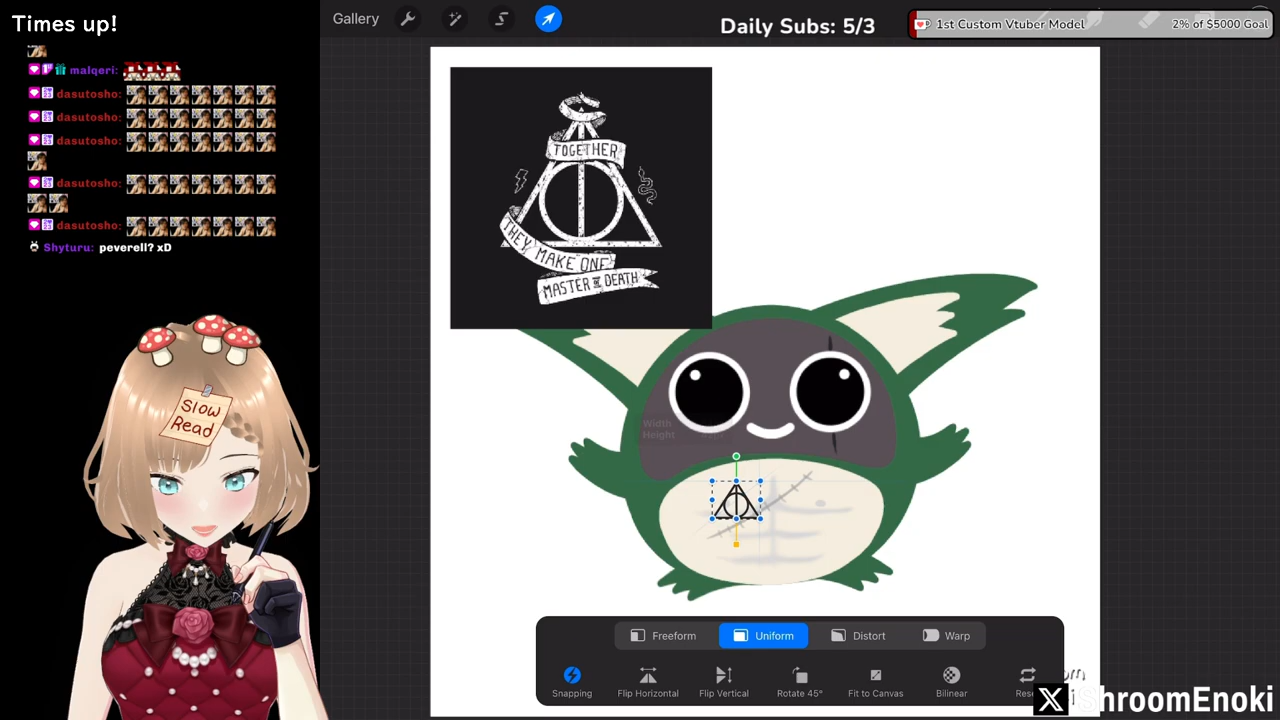 Times up!
malqeri:
dasutosho:
dasutosho:
dasutosho:
dasutosho:
dasutosho:
Shyturu: peverell? xD
Slow
Read
Gallery
Daily Subs: 5/3
1st Custom Vtuber Model
2% of $5000 Goal
TOGETHER
THEY MAKE ONE
MASTER OF DEATH
Width
Height
Freeform
Uniform
Distort
Warp
Snapping
Flip Horizontal
Flip Vertical
Rotate 45°
Fit to Canvas
Bilinear
ShroomEnoki